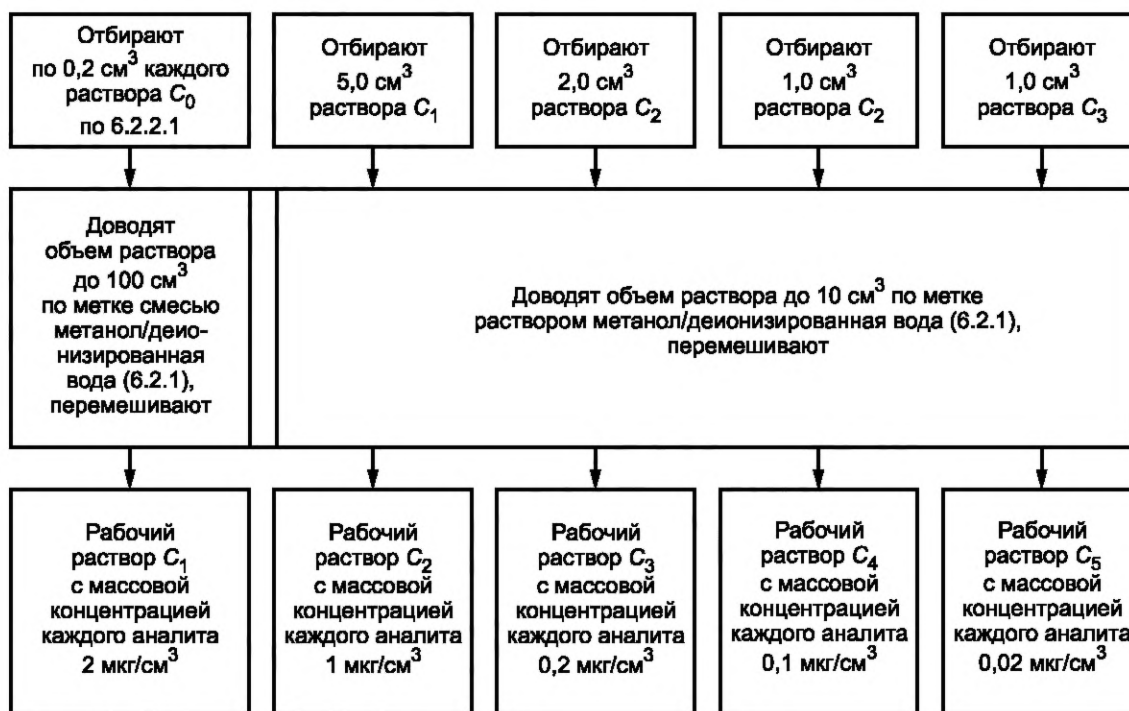 Отбирают
по 0,2 см³ каждого
раствора C₀
по 6.2.2.1
Отбирают
5,0 см³
раствора C₁
Отбирают
2,0 см³
раствора C₂
Отбирают
1,0 см³
раствора C₂
Отбирают
1,0 см³
раствора C₃
Доводят
объем раствора
до 100 см³
по метке смесью
метанол/деио-
низированная
вода (6.2.1),
перемешивают
Доводят объем раствора до 10 см³ по метке
раствором метанол/деионизированная вода (6.2.1),
перемешивают
Рабочий
раствор C₁
с массовой
концентрацией
каждого аналита
2 мкг/см³
Рабочий
раствор C₂
с массовой
концентрацией
каждого аналита
1 мкг/см³
Рабочий
раствор C₃
с массовой
концентрацией
каждого аналита
0,2 мкг/см³
Рабочий
раствор C₄
с массовой
концентрацией
каждого аналита
0,1 мкг/см³
Рабочий
раствор C₅
с массовой
концентрацией
каждого аналита
0,02 мкг/см³